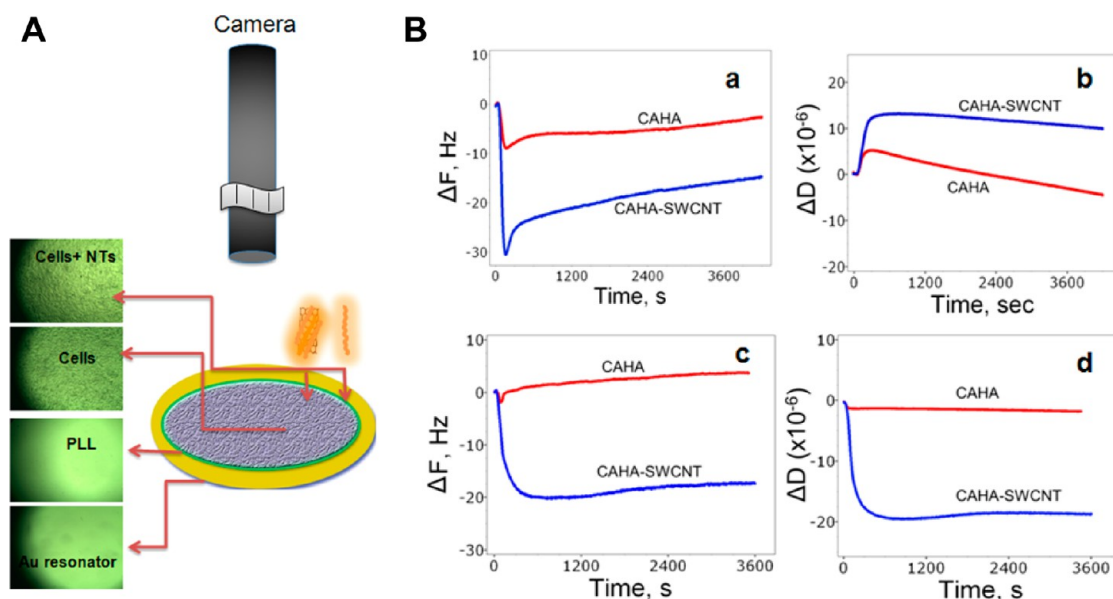 A
Camera
Cells+ NTs
Cells
PLL
Au resonator
B
a
10
0
-10
-20
-30
ΔF, Hz
CAHA
CAHA-SWCNT
0 1200 2400 3600
Time, s
b
20
10
0
-10
-20
ΔD (x10-6)
CAHA-SWCNT
CAHA
0 1200 2400 3600
Time, sec
c
10
0
-10
-20
-30
ΔF, Hz
CAHA
CAHA-SWCNT
0 1200 2400 3600
Time, s
d
10
0
-10
-20
ΔD (x10-6)
CAHA
CAHA-SWCNT
0 1200 2400 3600
Time, s